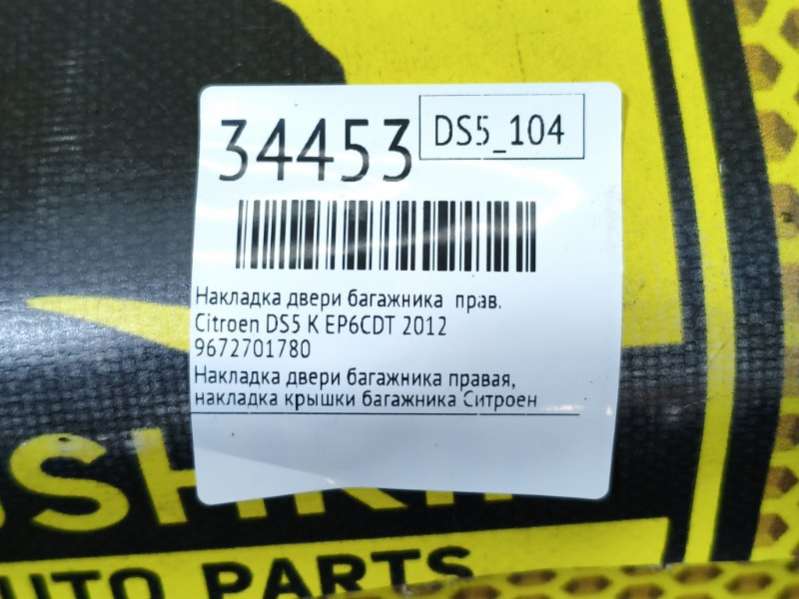 34453
DS5_104
Накладка двери багажника прав.
Citroen DS5 K EP6CDT 2012
9672701780
Накладка двери багажника правая,
накладка крышки багажника Ситроен
AUTO PARTS